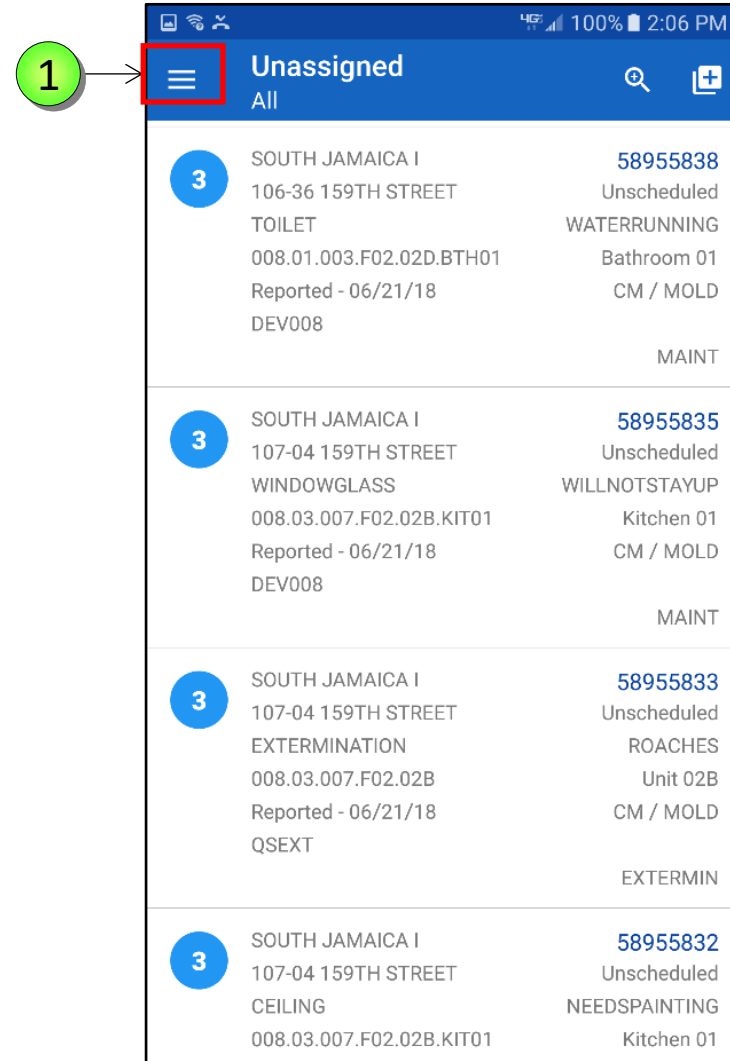 4G 100% 2:06 PM
1
Unassigned
All
3
SOUTH JAMAICA I 58955838
106-36 159TH STREET Unscheduled
TOILET WATERRUNNING
008.01.003.F02.02D.BTH01 Bathroom 01
Reported - 06/21/18 CM / MOLD
DEV008
MAINT
3
SOUTH JAMAICA I 58955835
107-04 159TH STREET Unscheduled
WINDOWGLASS WILLNOTSTAYUP
008.03.007.F02.02B.KIT01 Kitchen 01
Reported - 06/21/18 CM / MOLD
DEV008
MAINT
3
SOUTH JAMAICA I 58955833
107-04 159TH STREET Unscheduled
EXTERMINATION ROACHES
008.03.007.F02.02B Unit 02B
Reported - 06/21/18 CM / MOLD
QSEXT
EXTERMIN
3
SOUTH JAMAICA I 58955832
107-04 159TH STREET Unscheduled
CEILING NEEDSPAINTING
008.03.007.F02.02B.KIT01 Kitchen 01